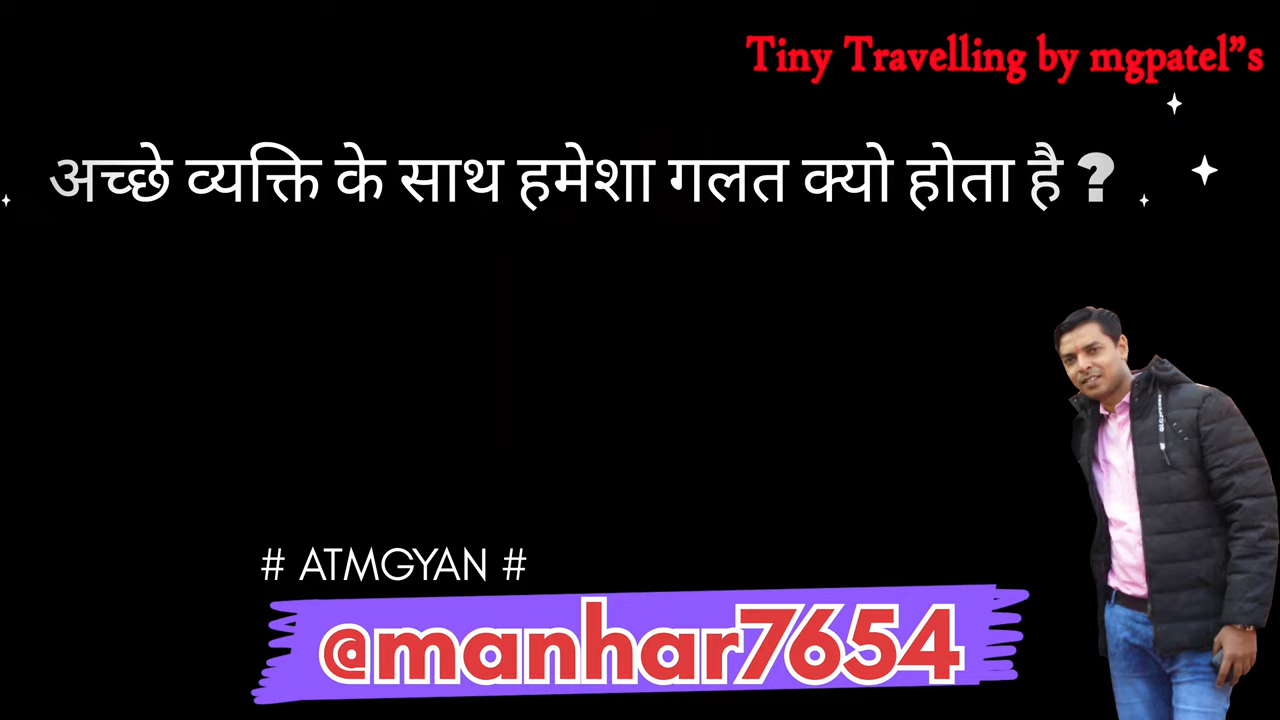 Tiny Travelling by mgpatel”s
अच्छे व्यक्ति के साथ हमेशा गलत क्यो होता है ?
# ATMGYAN #
@manhar7654